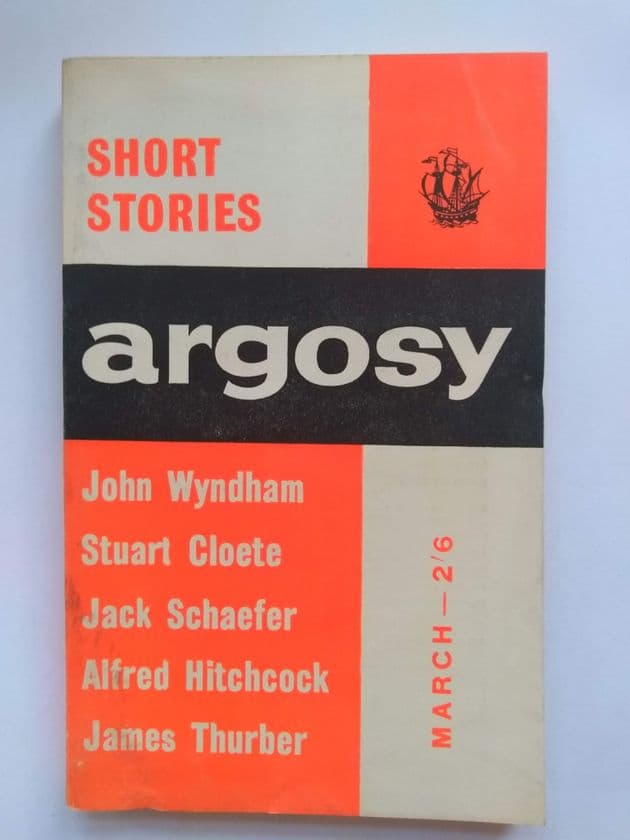 SHORT
STORIES
argosy
John Wyndham
Stuart Cloete
Jack Schaefer
Alfred Hitchcock
James Thurber
MARCH — 2/6